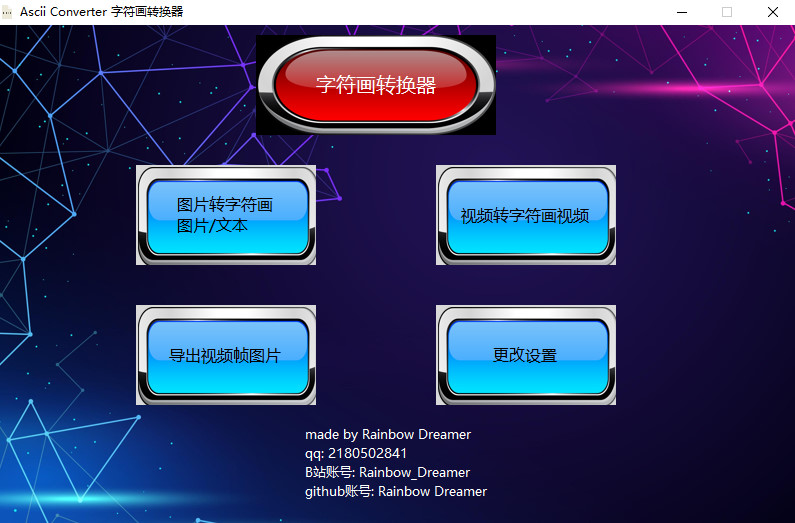 Ascii Converter 字符画转换器
字符画转换器
图片转字符画
图片/文本
视频转字符画视频
导出视频帧图片
更改设置
made by Rainbow Dreamer
qq: 2180502841
B站账号: Rainbow_Dreamer
github账号: Rainbow Dreamer